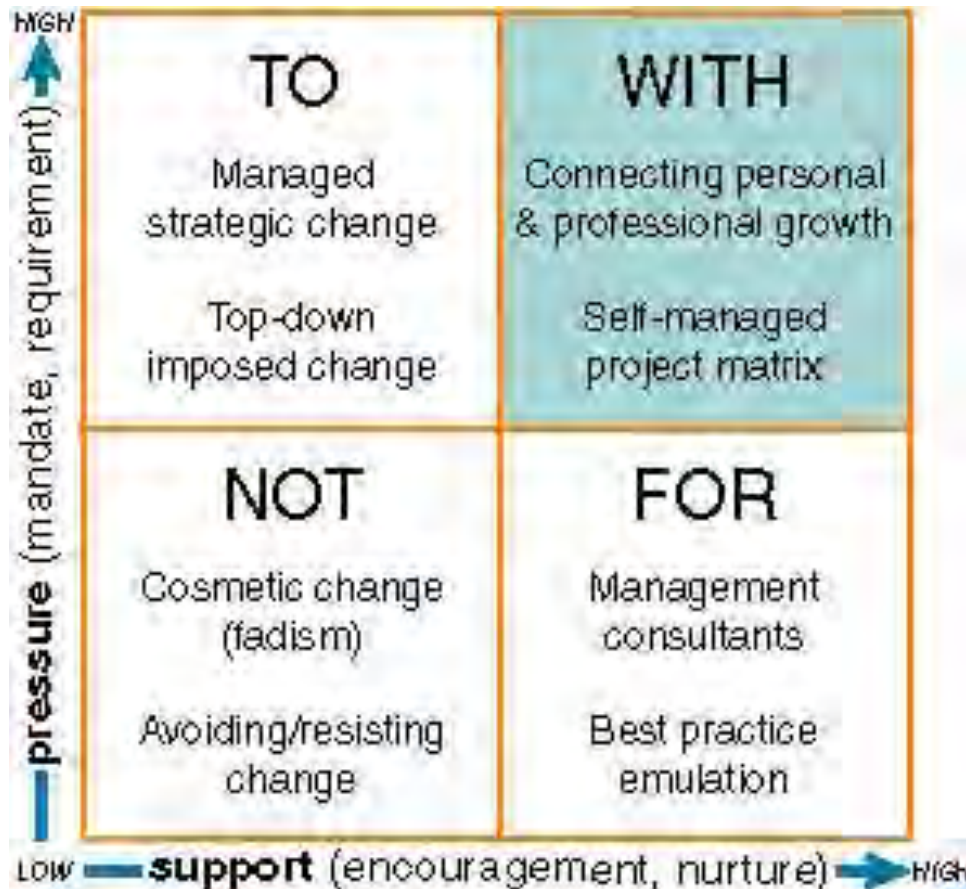 HIGH
pressure (mandate, requirement)
TO
Managed
strategic change
Top-down
imposed change
WITH
Connecting personal
& professional growth
Self-managed
project matrix
NOT
Cosmetic change
(fadism)
Avoiding/resisting
change
FOR
Management
consultants
Best practice
emulation
LOW
support (encouragement, nurture)
HIGH